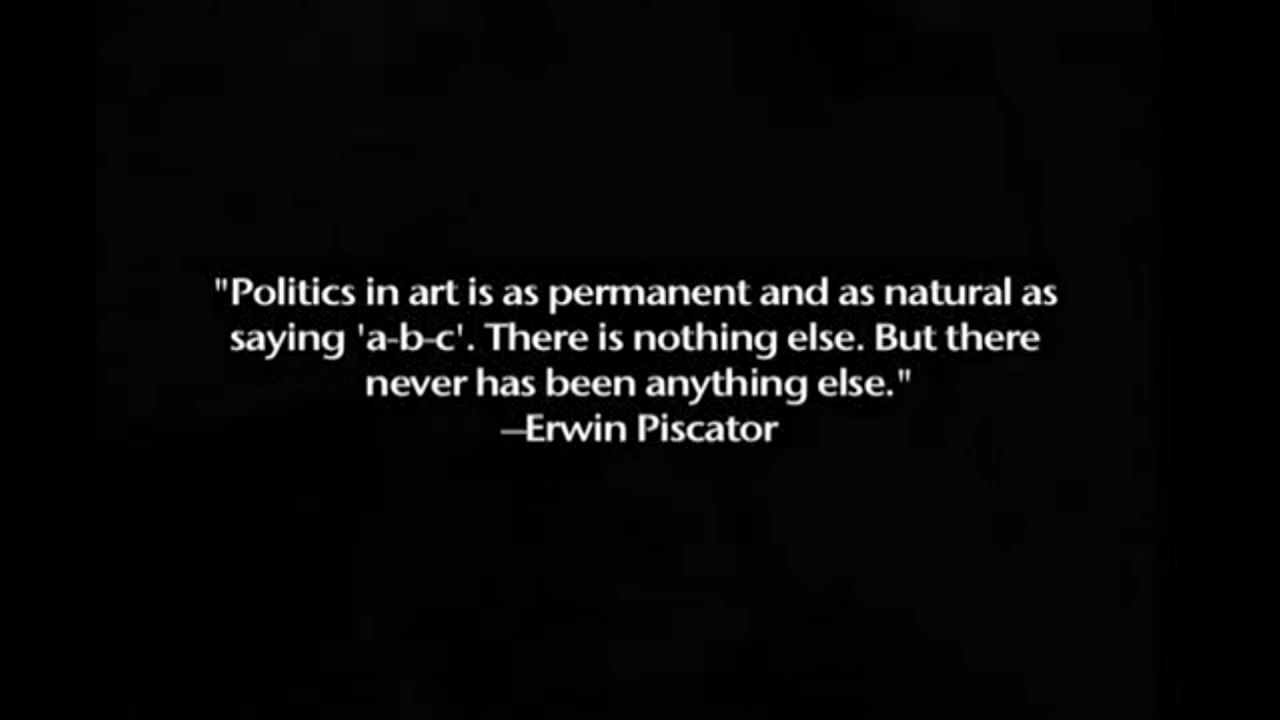 "Politics in art is as permanent and as natural as
saying 'a-b-c'. There is nothing else. But there
never has been anything else."
—Erwin Piscator